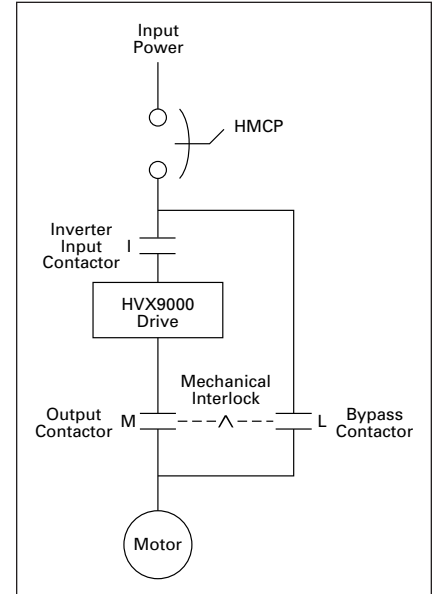 Input
Power
HMCP
Inverter
Input
Contactor
I
HVX9000
Drive
Mechanical
Interlock
Output
Contactor
M
L
Bypass
Contactor
Motor